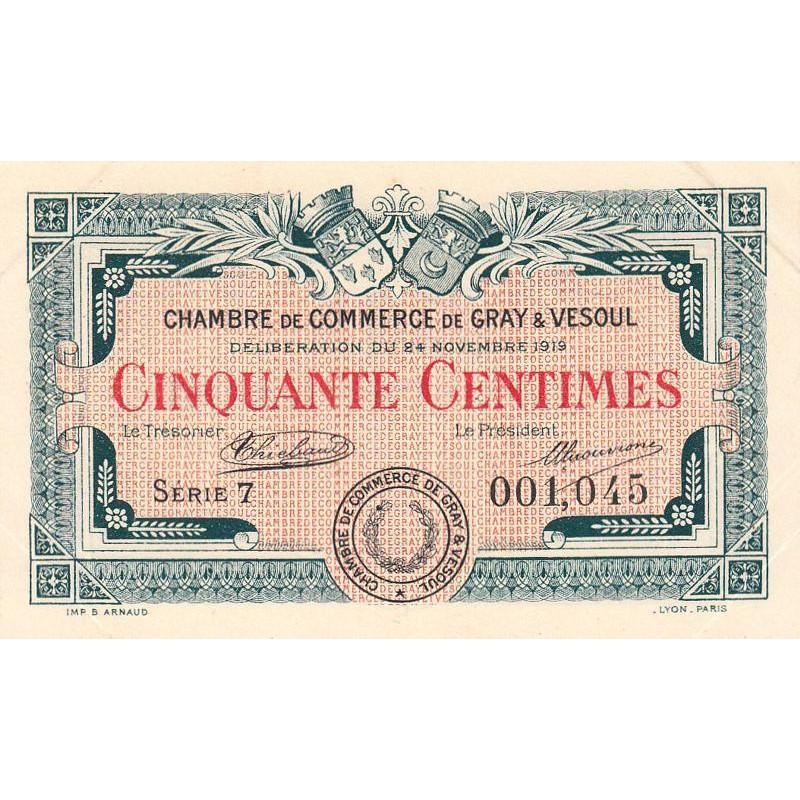 CHAMBRE DE COMMERCE DE GRAY & VESOUL
DÉLIBÉRATION DU 24 NOVEMBRE 1919
CINQUANTE CENTIMES
Le Trésorier
Le Président
Thiebaud
SÉRIE 7
001,045
CHAMBRE DE COMMERCE DE GRAY & VESOUL
IMP. B. ARNAUD
LYON - PARIS